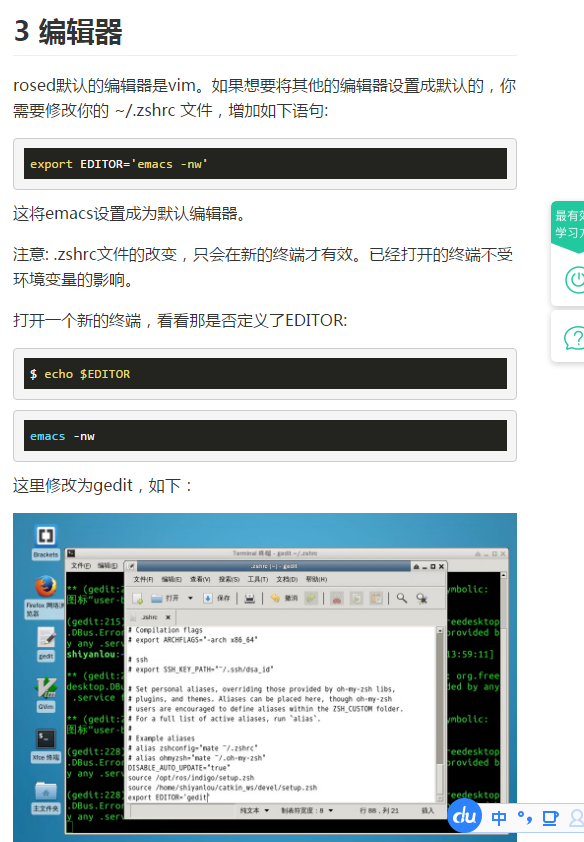 3 编辑器
rosed默认的编辑器是vim。如果想要将其他的编辑器设置成默认的，你
需要修改你的 ~/.zshrc 文件，增加如下语句:
export EDITOR='emacs -nw'
这将emacs设置成为默认编辑器。
注意: .zshrc文件的改变，只会在新的终端才有效。已经打开的终端不受
环境变量的影响。
打开一个新的终端，看看那是否定义了EDITOR:
$ echo $EDITOR
emacs -nw
这里修改为gedit，如下：
最有效
学习方
Brackets
Firefox 网络浏
览器
gedit
GVim
Xfce 终端
主文件夹
Terminal 终端 - gedit ~/.zshrc
文件(F) 编辑(E)
.zshrc (~) - gedit
文件(F) 编辑(E) 查看(V) 搜索(S) 工具(T) 文档(D) 帮助(H)
打开 保存 撤消
.zshrc
** (gedit:2
图标“user-b
(gedit:215)
.DBus.Error
y any .serv
shiyanlou:~
** (gedit:2
desktop.DBu
.service f
** (gedit:2
图标“user-b
(gedit:228)
.DBus.Error
y any .serv
(gedit:228)
.DBus.Error
y any .serv
# Compilation flags
# export ARCHFLAGS="-arch x86_64"
# ssh
# export SSH_KEY_PATH="~/.ssh/dsa_id"
# Set personal aliases, overriding those provided by oh-my-zsh libs,
# plugins, and themes. Aliases can be placed here, though oh-my-zsh
# users are encouraged to define aliases within the ZSH_CUSTOM folder.
# For a full list of active aliases, run `alias`.
#
# Example aliases
# alias zshconfig="mate ~/.zshrc"
# alias ohmyzsh="mate ~/.oh-my-zsh"
DISABLE_AUTO_UPDATE="true"
source /opt/ros/indigo/setup.zsh
source /home/shiyanlou/catkin_ws/devel/setup.zsh
export EDITOR='gedit'
ymbolic:
reedesktop
provided b
13:59:11]
: org.free
ded by any
ymbolic:
reedesktop
provided b
reedesktop
provided b
纯文本 制表符宽度：8 行 88，列 21 插入
du 中